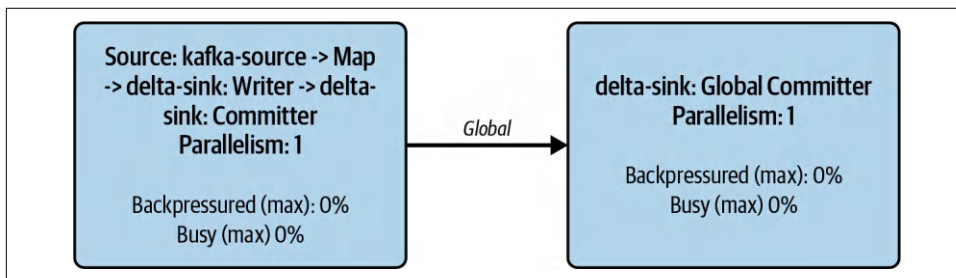 Source: kafka-source -> Map
-> delta-sink: Writer -> delta-
sink: Committer
Parallelism: 1
Backpressured (max): 0%
Busy (max) 0%
Global
delta-sink: Global Committer
Parallelism: 1
Backpressured (max): 0%
Busy (max) 0%